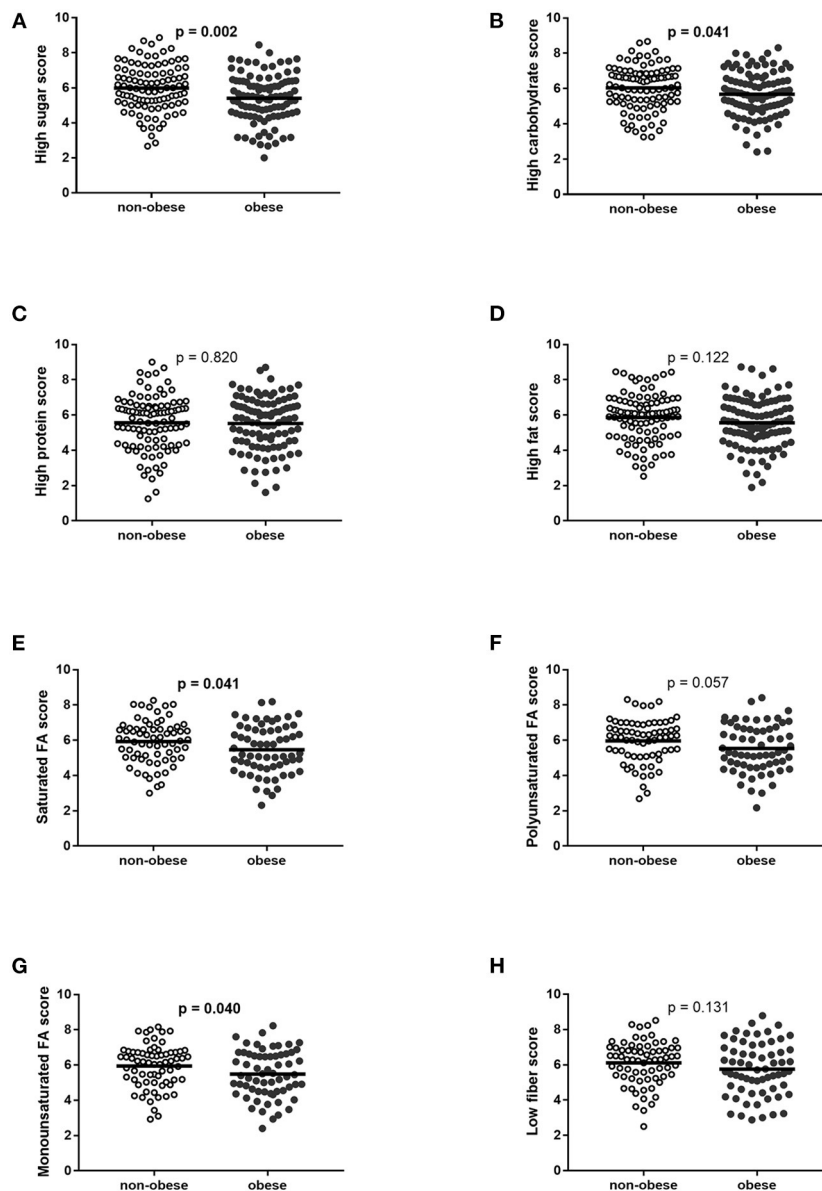 A
High sugar score
p = 0.002
10
8
6
4
2
0
non-obese
obese
B
High carbohydrate score
p = 0.041
10
8
6
4
2
0
non-obese
obese
C
High protein score
p = 0.820
10
8
6
4
2
0
non-obese
obese
D
High fat score
p = 0.122
10
8
6
4
2
0
non-obese
obese
E
Saturated FA score
p = 0.041
10
8
6
4
2
0
non-obese
obese
F
Polyunsaturated FA score
p = 0.057
10
8
6
4
2
0
non-obese
obese
G
Monounsaturated FA score
p = 0.040
10
8
6
4
2
0
non-obese
obese
H
Low fiber score
p = 0.131
10
8
6
4
2
0
non-obese
obese